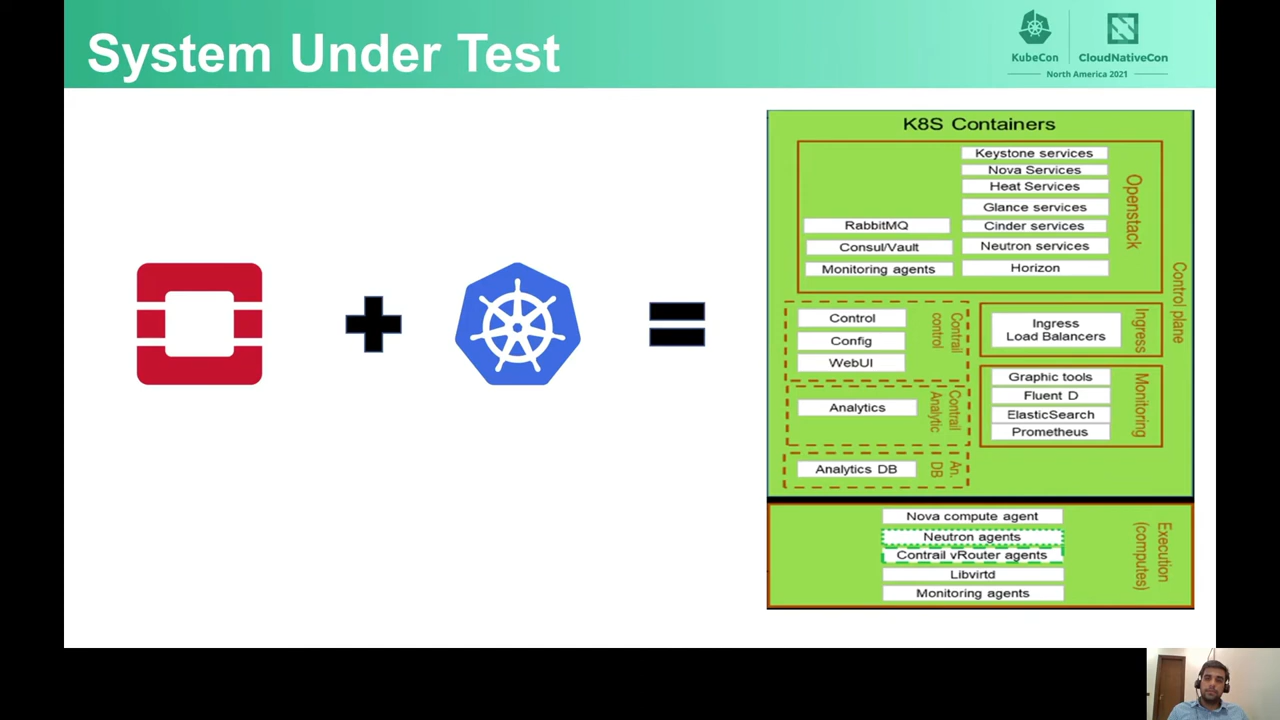 System Under Test
KubeCon
CloudNativeCon
North America 2021
K8S Containers
Keystone services
Nova Services
Heat Services
Glance services
Cinder services
Neutron services
Horizon
RabbitMQ
Consul/Vault
Monitoring agents
Openstack
Control plane
Control
Config
WebUI
Contrail
control
Ingress
Load Balancers
Ingress
Analytics
Contrail
Analytic
Graphic tools
Fluent D
ElasticSearch
Prometheus
Monitoring
Analytics DB
An.
DB
Nova compute agent
Neutron agents
Contrail vRouter agents
Libvirtd
Monitoring agents
Execution
(computes)